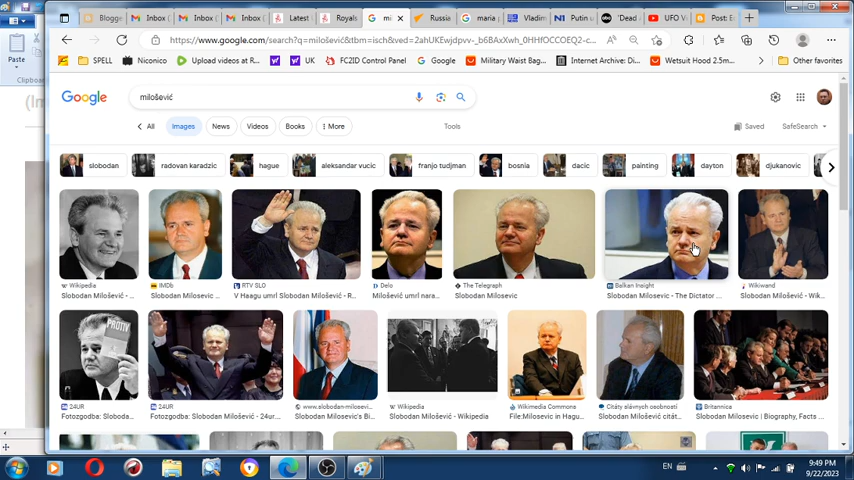 Blogge
Inbox (
Inbox (
Inbox (
Latest
Royals
mi
Russia
maria
Vladim
Putin u
'Dead
UFO V
Post: E
https://www.google.com/search?q=milošević&tbm=isch&ved=2ahUKEwjdpvv-_b6BAxXwh_0HHfOCCOEQ2-c...
SPELL
Niconico
Upload videos at R...
W
UK
FC2ID Control Panel
Google
Military Waist Bag...
Internet Archive: Di...
Wetsuit Hood 2.5m...
Other favorites
Paste
Clipboard
(Im
Google
milošević
All
Images
News
Videos
Books
More
Tools
Saved
SafeSearch
slobodan
radovan karadzic
hague
aleksandar vucic
franjo tudjman
bosnia
dacic
painting
dayton
djukanovic
Wikipedia
IMDb
RTV SLO
Delo
The Telegraph
Balkan Insight
Wikiwand
Slobodan Milošević - ...
Slobodan Milosevic ...
V Haagu umrl Slobodan Milošević - R...
Milošević umrl nara...
Slobodan Milosevic
Slobodan Milosevic - The Dictator ...
Slobodan Milošević - Wik...
PROTIV
24UR
24UR
www.slobodan-milosevi...
Wikipedia
Wikimedia Commons
Citáty slávnych osobností
Britannica
Fotozgodba: Sloboda...
Fotozgodba: Slobodan Milošević - 24ur...
Slobodan Milošević's Bi...
Slobodan Milošević - Wikipedia
File:Milosevic in Hagu...
Slobodan Milošević citát...
Slobodan Milosevic | Biography, Facts ...
EN
9:49 PM
9/22/2023